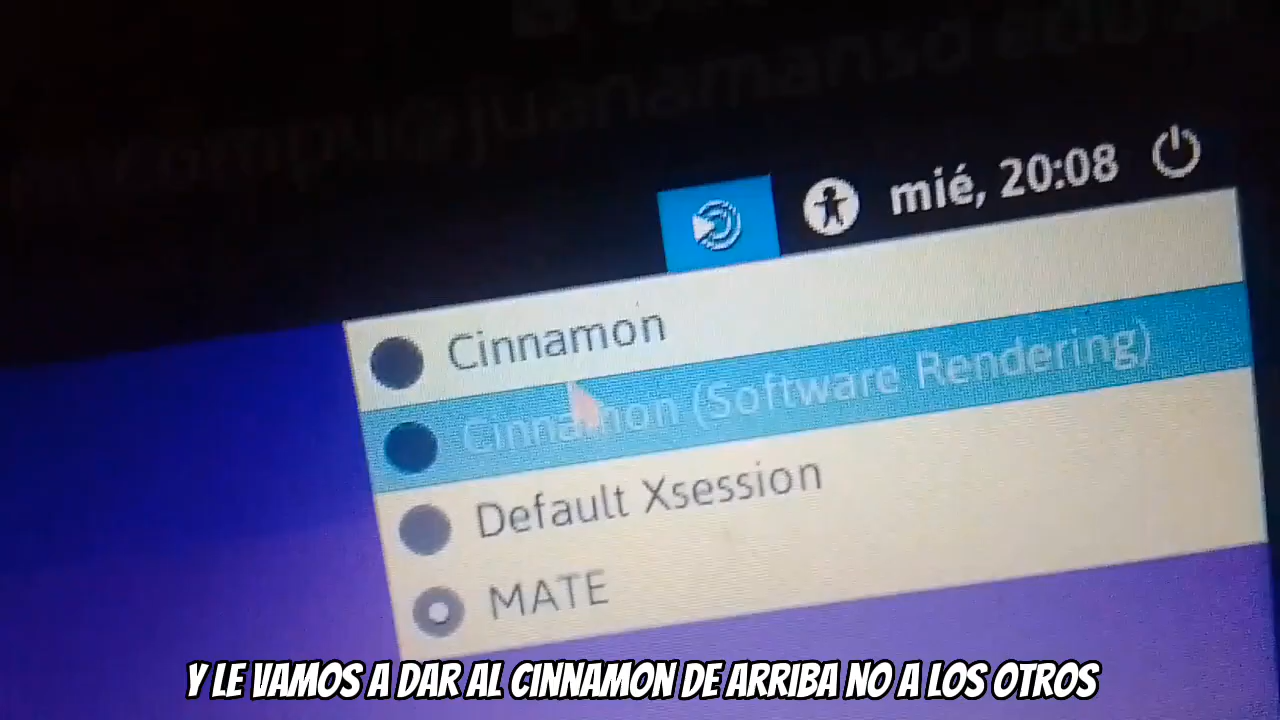 mié, 20:08
Cinnamon
Cinnamon (Software Rendering)
Default Xsession
MATE
Y LE VAMOS A DAR AL CINNAMON DE ARRIBA NO A LOS OTROS